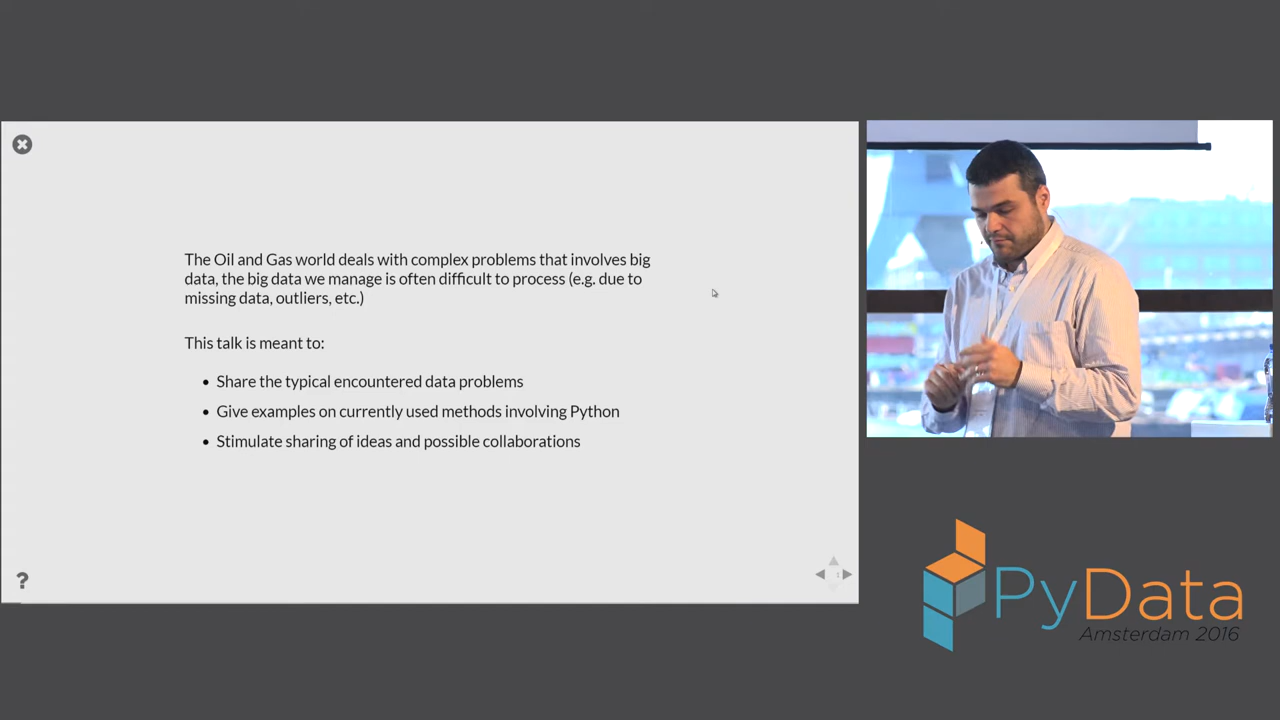 The Oil and Gas world deals with complex problems that involves big
data, the big data we manage is often difficult to process (e.g. due to
missing data, outliers, etc.)
This talk is meant to:
• Share the typical encountered data problems
• Give examples on currently used methods involving Python
• Stimulate sharing of ideas and possible collaborations
?
PyData
Amsterdam 2016